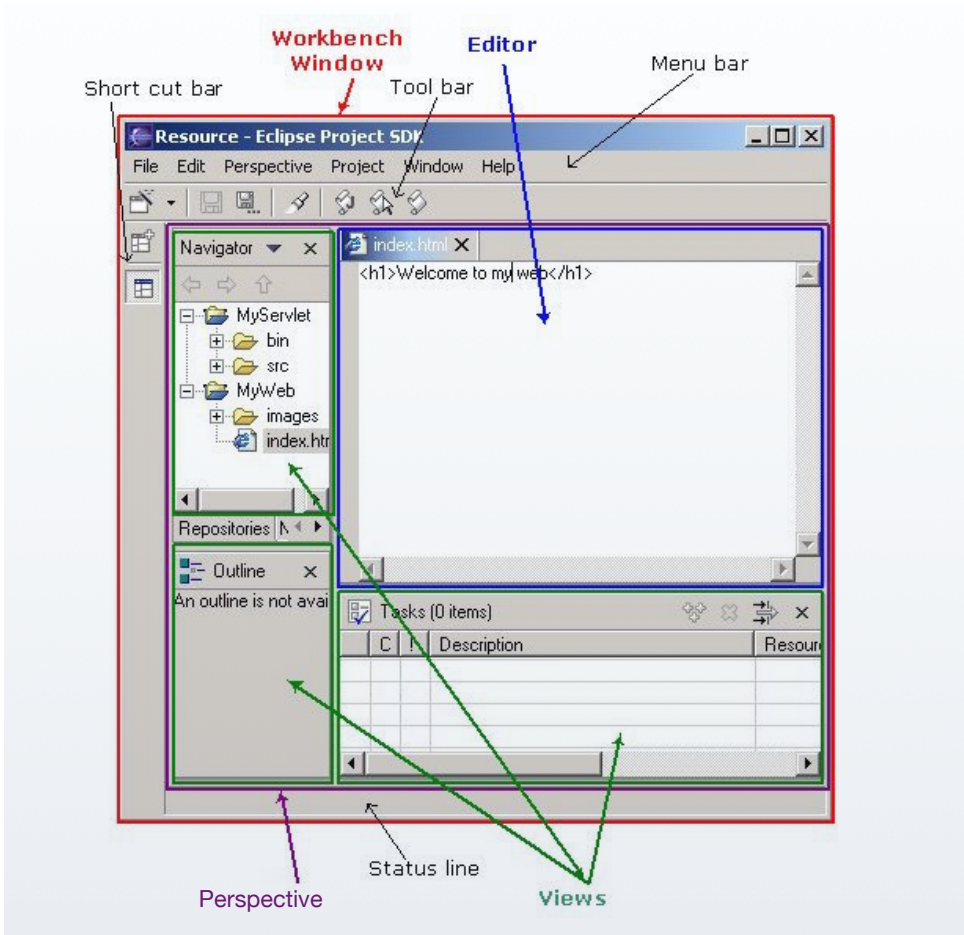 Workbench
Window
Editor
Menu bar
Short cut bar
Tool bar
Resource - Eclipse Project SDK
File Edit Perspective Project Window Help
Navigator
index.html
<h1>Welcome to my web</h1>
MyServlet
bin
src
MyWeb
images
index.htr
Repositories N
Outline
An outline is not avai
Tasks (0 items)
C ! Description Resour
Status line
Perspective
Views